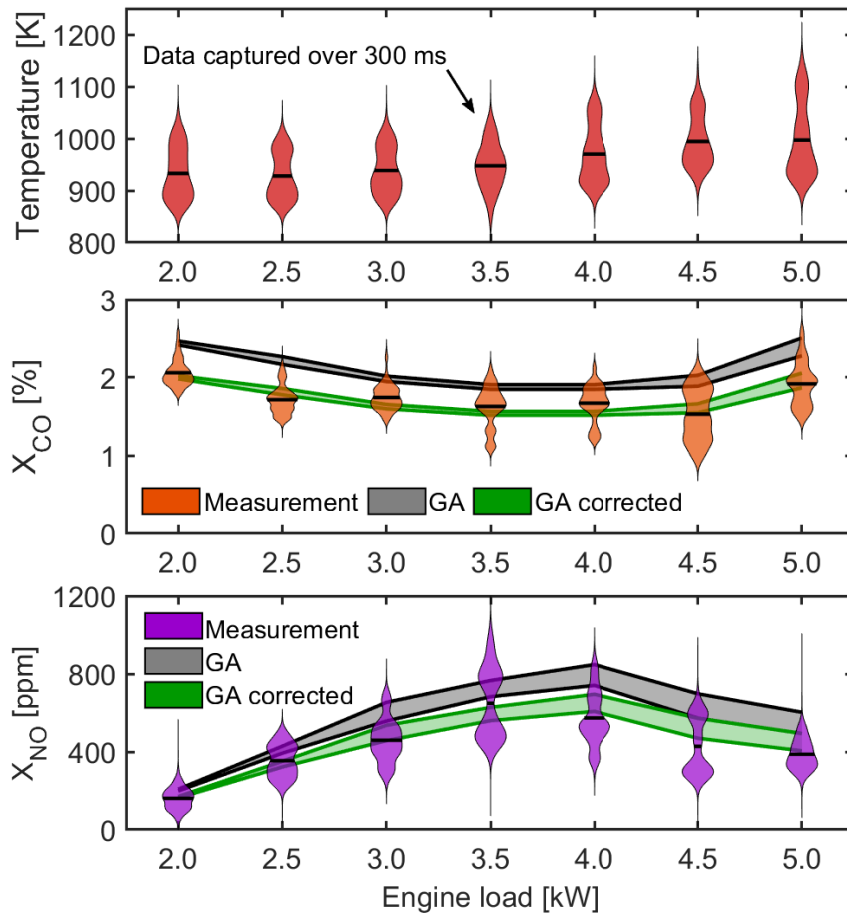 Temperature [K]
1200
1100
1000
900
800
Data captured over 300 ms
2.0 2.5 3.0 3.5 4.0 4.5 5.0
X_CO [%]
3
2
1
0
Measurement GA GA corrected
2.0 2.5 3.0 3.5 4.0 4.5 5.0
X_NO [ppm]
1200
800
400
0
Measurement
GA
GA corrected
2.0 2.5 3.0 3.5 4.0 4.5 5.0
Engine load [kW]